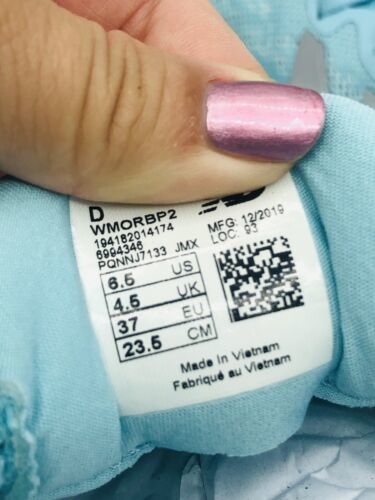 D
WMORBP2
194182014174
6994346
PQNNJ7133 JMX
MFG: 12/2019
LOC: 93
6.5 US
4.5 UK
37 EU
23.5 CM
Made in Vietnam
Fabriqué au Vietnam